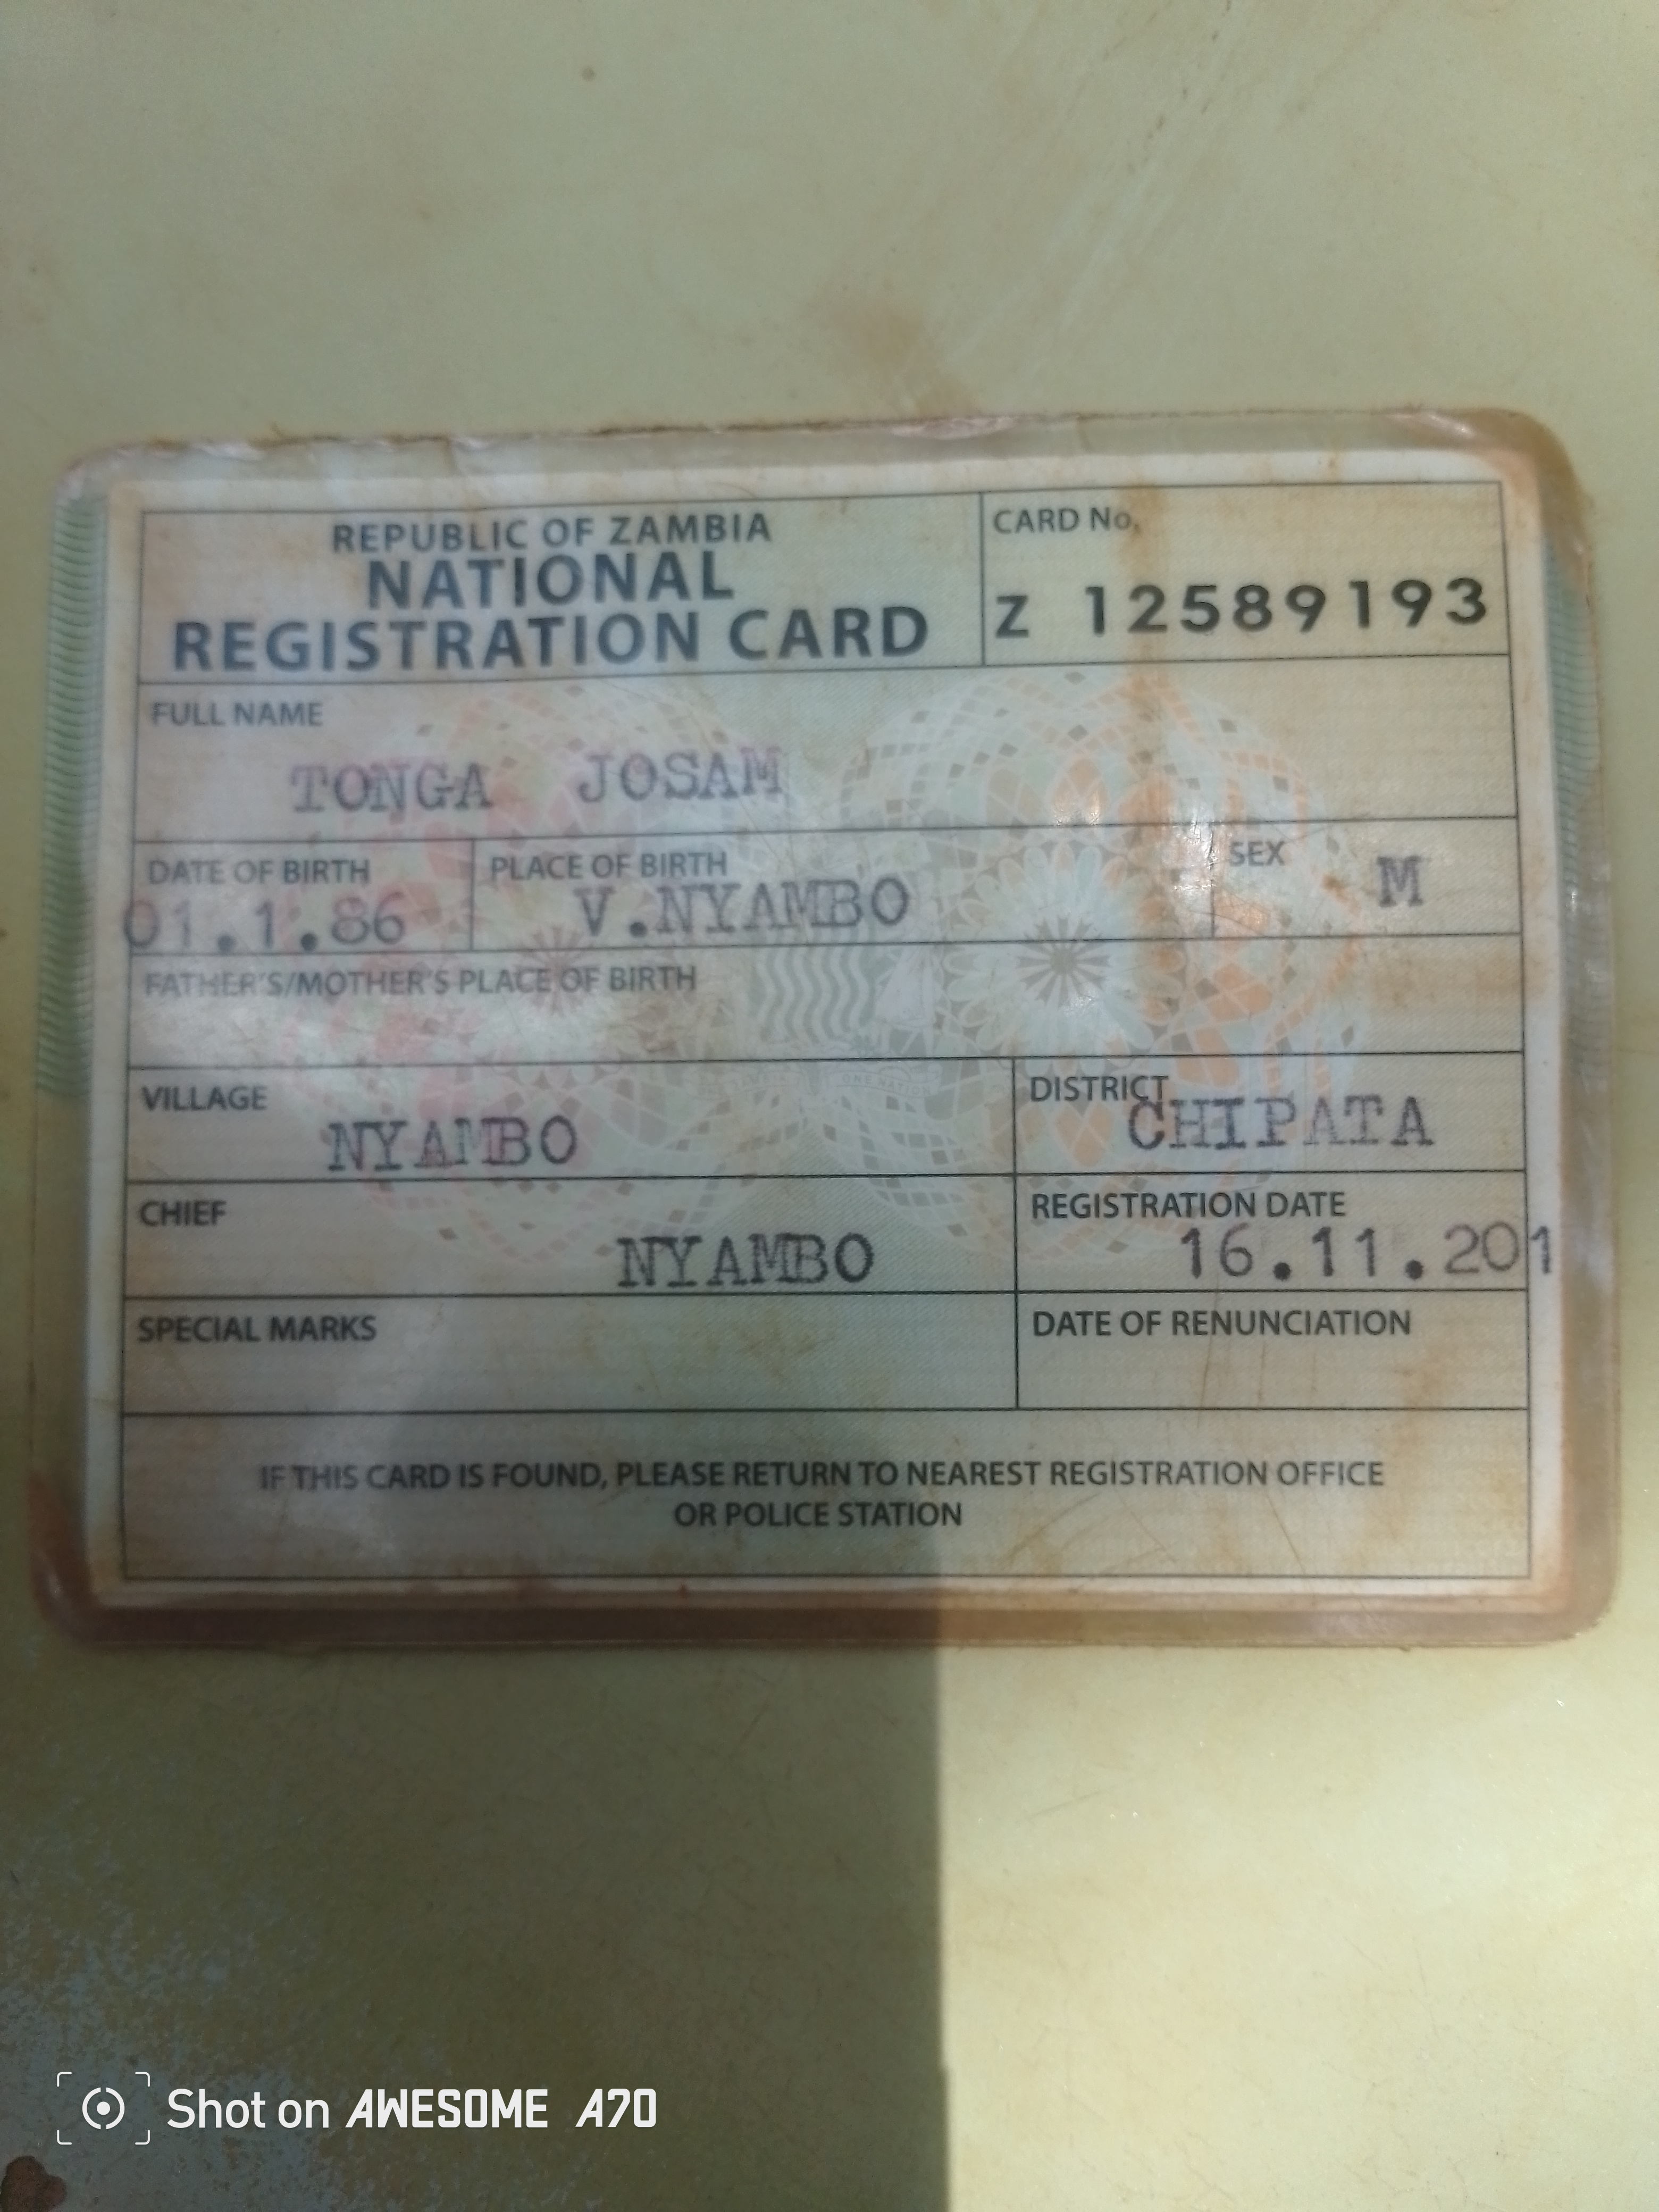 REPUBLIC OF ZAMBIA
NATIONAL
REGISTRATION CARD
CARD No.
Z 12589193
FULL NAME
TONGA JOSAM
DATE OF BIRTH
01.1.86
PLACE OF BIRTH
V.NYAMBO
SEX
M
FATHER'S/MOTHER'S PLACE OF BIRTH
ONE NATION
VILLAGE
NYAMBO
DISTRICT
CHIPATA
CHIEF
NYAMBO
REGISTRATION DATE
16.11.201
SPECIAL MARKS
DATE OF RENUNCIATION
IF THIS CARD IS FOUND, PLEASE RETURN TO NEAREST REGISTRATION OFFICE
OR POLICE STATION
Shot on AWESOME A70